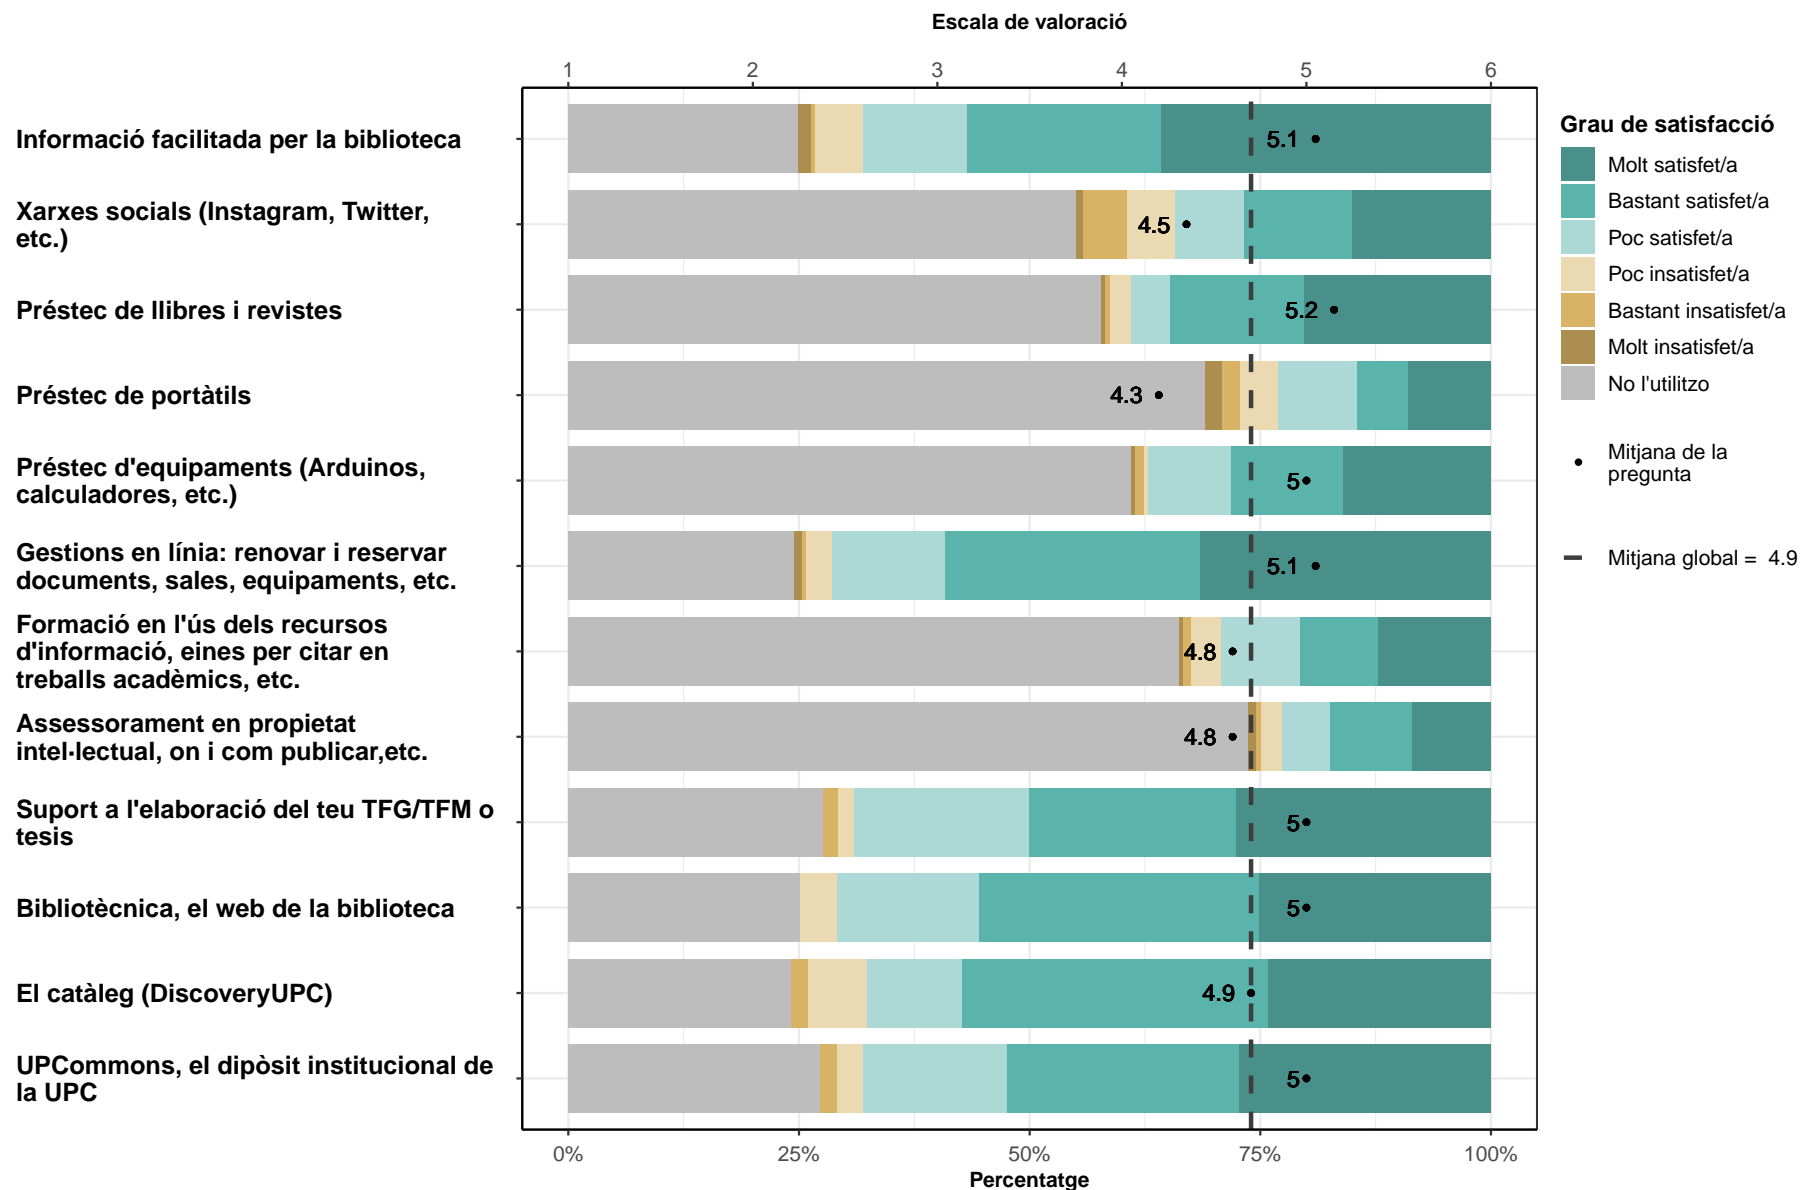 Escala de valoració
1 2 3 4 5 6
Informació facilitada per la biblioteca
5.1
Xarxes socials (Instagram, Twitter,
etc.)
4.5
Préstec de llibres i revistes
5.2
Préstec de portàtils
4.3
Préstec d'equipaments (Arduinos,
calculadores, etc.)
5
Gestions en línia: renovar i reservar
documents, sales, equipaments, etc.
5.1
Formació en l'ús dels recursos
d'informació, eines per citar en
treballs acadèmics, etc.
4.8
Assessorament en propietat
intel·lectual, on i com publicar,etc.
4.8
Suport a l'elaboració del teu TFG/TFM o
tesis
5
Bibliotècnica, el web de la biblioteca
5
El catàleg (DiscoveryUPC)
4.9
UPCommons, el dipòsit institucional de
la UPC
5
0% 25% 50% 75% 100%
Percentatge
Grau de satisfacció
Molt satisfet/a
Bastant satisfet/a
Poc satisfet/a
Poc insatisfet/a
Bastant insatisfet/a
Molt insatisfet/a
No l'utilitzo
Mitjana de la
pregunta
Mitjana global = 4.9